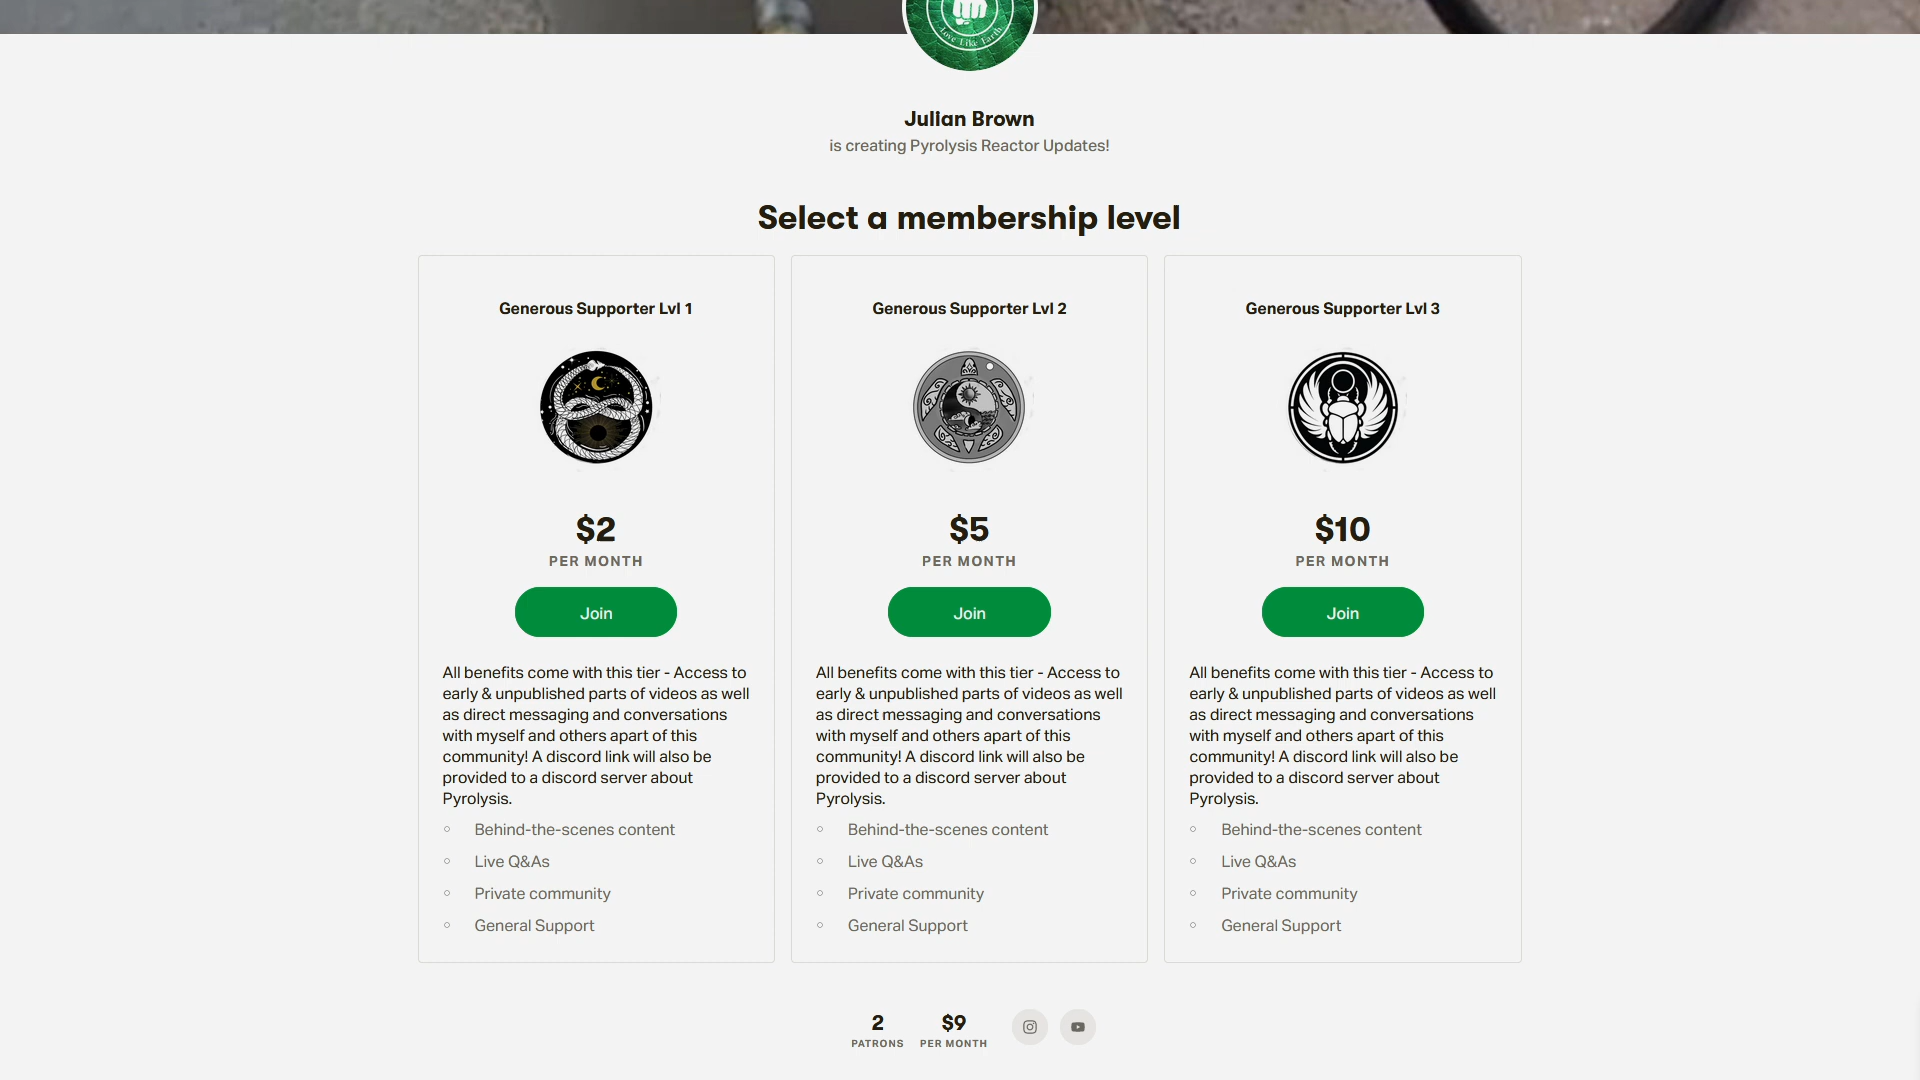 Love Like Earth
Julian Brown
is creating Pyrolysis Reactor Updates!
Select a membership level
Generous Supporter Lvl 1
$2
PER MONTH
Join
All benefits come with this tier - Access to
early & unpublished parts of videos as well
as direct messaging and conversations
with myself and others apart of this
community! A discord link will also be
provided to a discord server about
Pyrolysis.
Behind-the-scenes content
Live Q&As
Private community
General Support
Generous Supporter Lvl 2
$5
PER MONTH
Join
All benefits come with this tier - Access to
early & unpublished parts of videos as well
as direct messaging and conversations
with myself and others apart of this
community! A discord link will also be
provided to a discord server about
Pyrolysis.
Behind-the-scenes content
Live Q&As
Private community
General Support
Generous Supporter Lvl 3
$10
PER MONTH
Join
All benefits come with this tier - Access to
early & unpublished parts of videos as well
as direct messaging and conversations
with myself and others apart of this
community! A discord link will also be
provided to a discord server about
Pyrolysis.
Behind-the-scenes content
Live Q&As
Private community
General Support
2
PATRONS
$9
PER MONTH